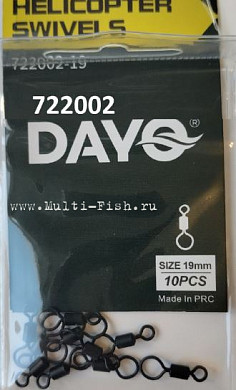 HELICOPTER
SWIVELS
722002-19
722002
DAYO®
www.Multi-Fish.ru
SIZE 19mm
10PCS
Made In PRC